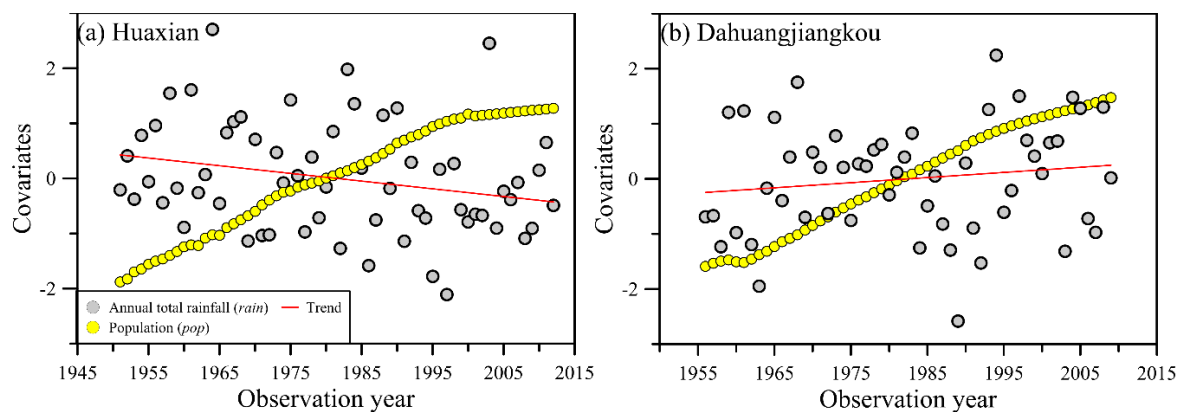 (a) Huaxian
Covariates
2
0
-2
Annual total rainfall (rain)
Trend
Population (pop)
1945 1955 1965 1975 1985 1995 2005 2015
Observation year
(b) Dahuangjiangkou
Covariates
2
0
-2
1955 1965 1975 1985 1995 2005 2015
Observation year